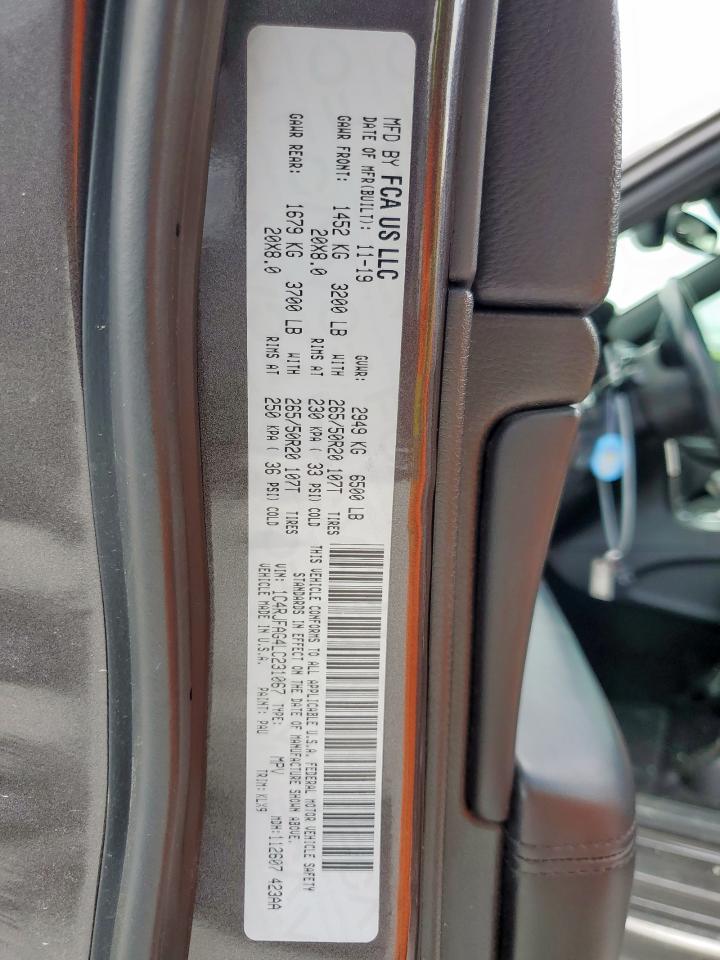 MFD BY FCA US LLC
DATE OF MFR(BUILT): 11-19 GVWR: 2949 KG 6500 LB
GAWR FRONT: 1452 KG 3200 LB WITH 265/50R20 107T TIRES
20X8.0 RIMS AT 230 KPA ( 33 PSI) COLD
GAWR REAR: 1679 KG 3700 LB WITH 265/50R20 107T TIRES
20X8.0 RIMS AT 250 KPA ( 36 PSI) COLD
THIS VEHICLE CONFORMS TO ALL APPLICABLE U.S.A. FEDERAL MOTOR VEHICLE SAFETY
STANDARDS IN EFFECT ON THE DATE OF MANUFACTURE SHOWN ABOVE.
VIN: 1C4RJFAG4LC231067 TYPE: MPV MDH:112607 423AA
VEHICLE MADE IN U.S.A. PAINT: PAU TRIM:KLX9